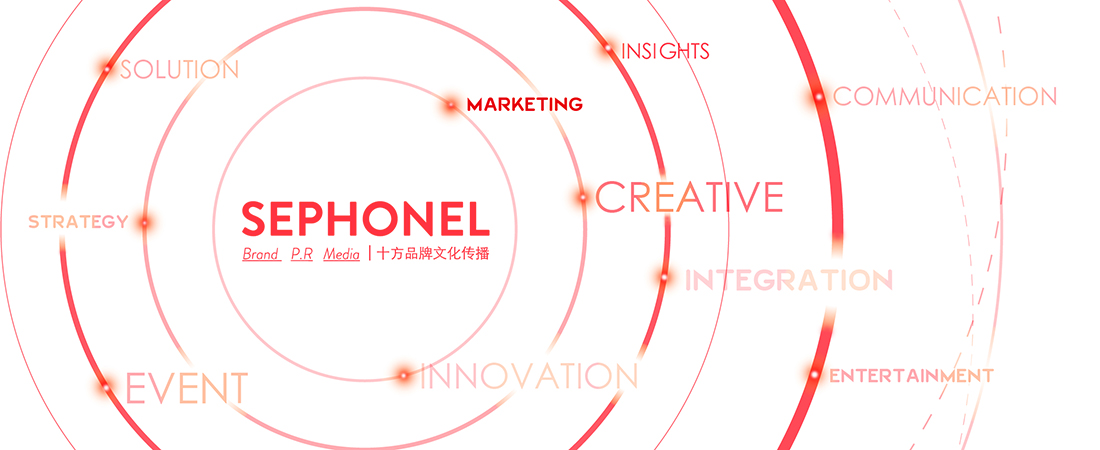 INSIGHTS
SOLUTION
COMMUNICATION
MARKETING
CREATIVE
STRATEGY
SEPHONEL
Brand P.R Media | 十方品牌文化传播
INTEGRATION
INNOVATION
ENTERTAINMENT
EVENT